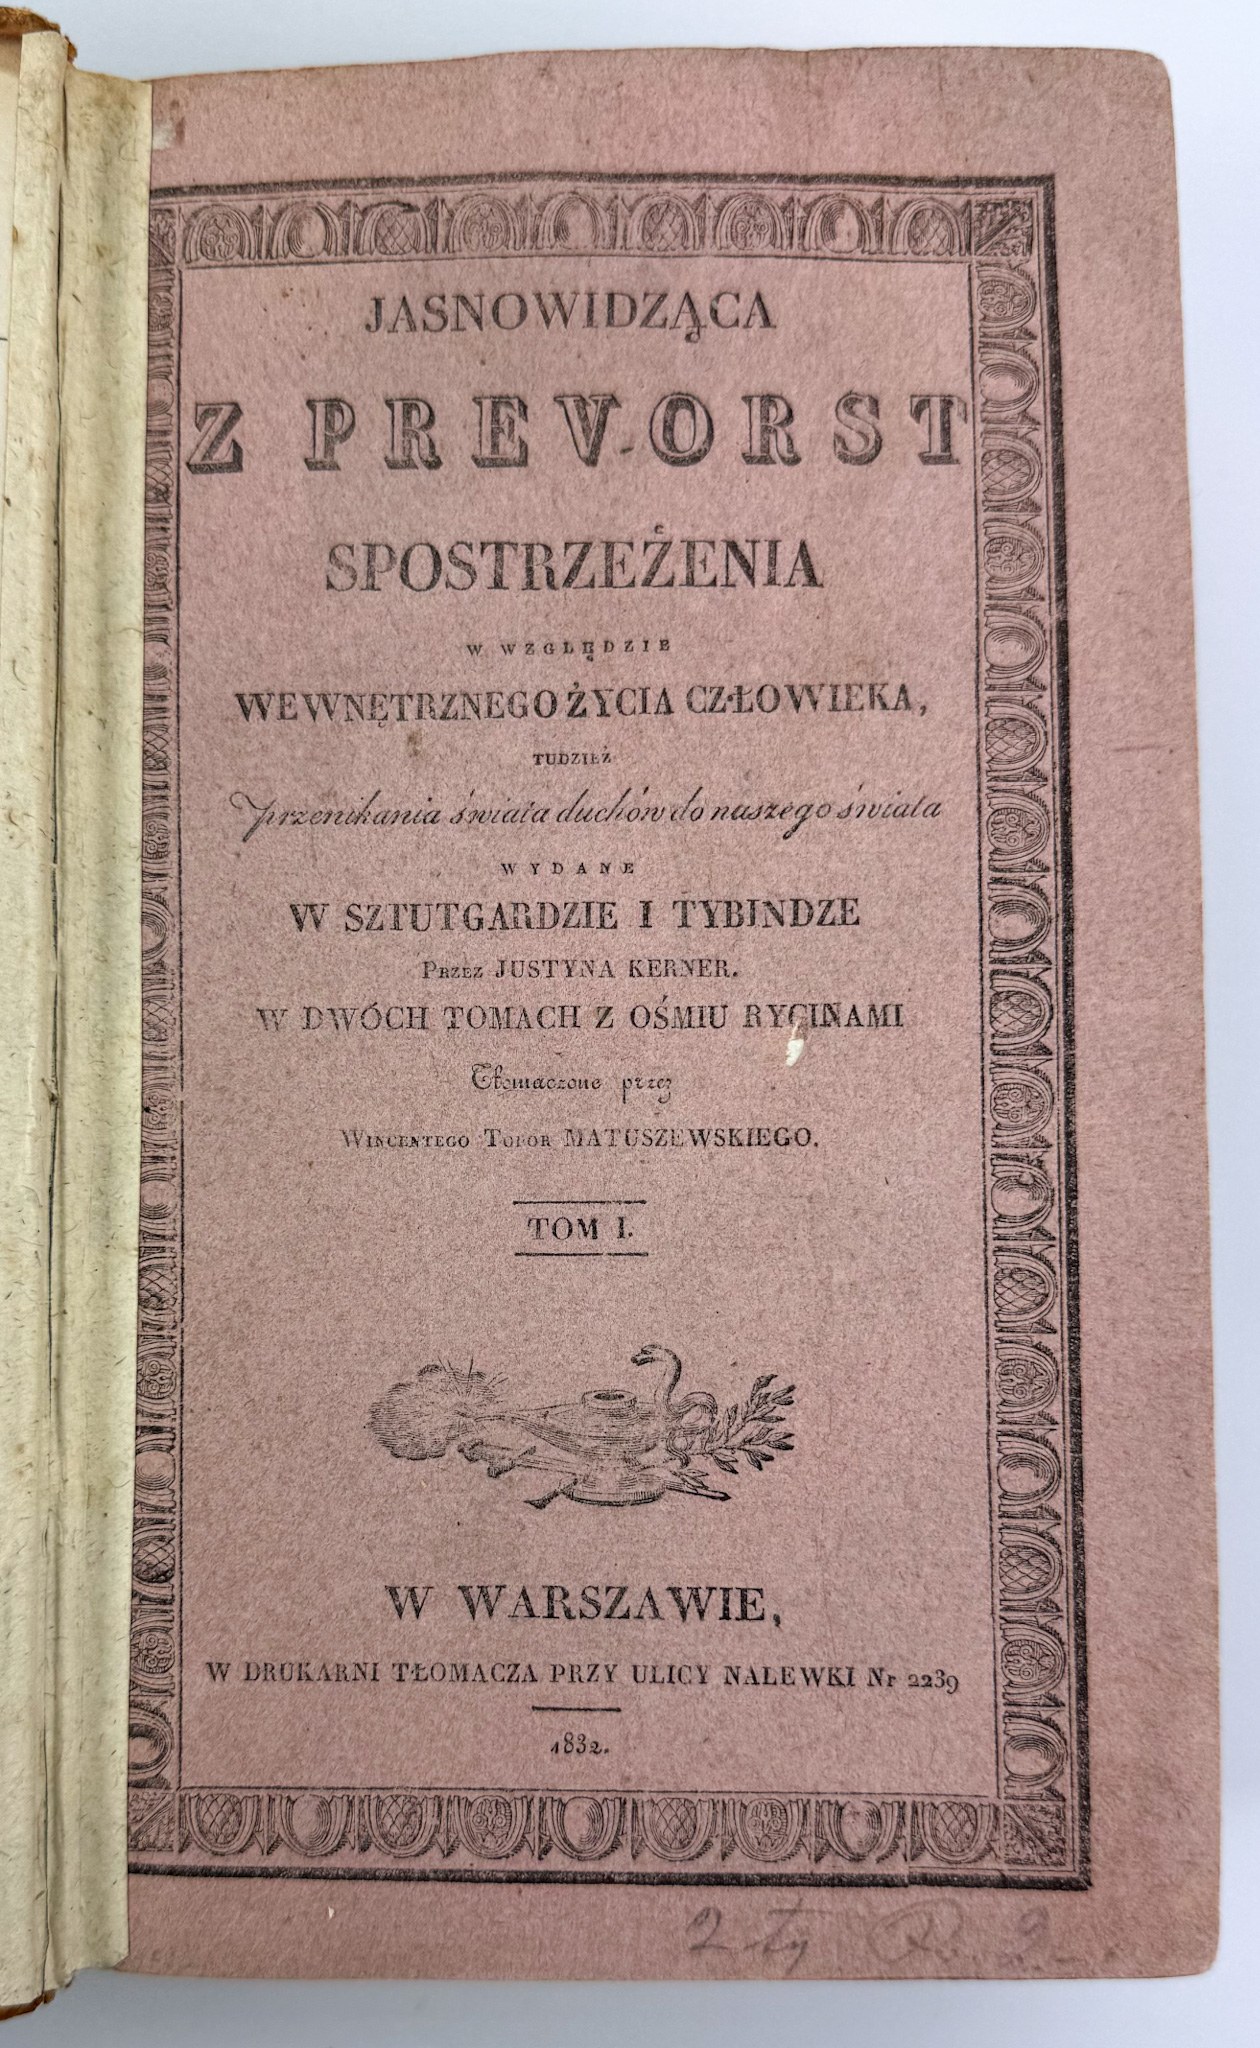 JASNOWIDZĄCA
Z PREVORST
SPOSTRZEŻENIA
W WZGLĘDZIE
WEWNĘTRZNEGO ŻYCIA CZŁOWIEKA,
TUDZIEŻ
przenikania świata duchów do naszego świata
WYDANE
W SZTUTGARDZIE I TYBINDZE
PRZEZ JUSTYNA KERNER.
W DWÓCH TOMACH Z OŚMIU RYCINAMI
Tłomaczone przez
WINCENTEGO TOPOR MATUSZEWSKIEGO.
TOM I.
W WARSZAWIE,
W DRUKARNI TŁOMACZA PRZY ULICY NALEWKI Nr 2239
1832.
2 ty